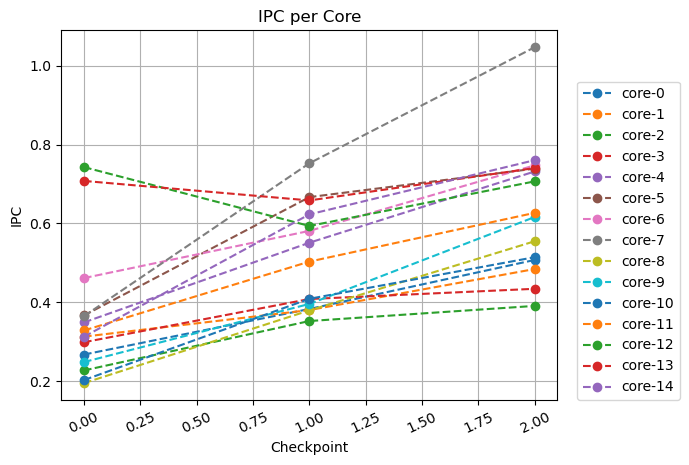 IPC per Core
IPC
1.0
0.8
0.6
0.4
0.2
0.00
0.25
0.50
0.75
1.00
1.25
1.50
1.75
2.00
Checkpoint
core-0
core-1
core-2
core-3
core-4
core-5
core-6
core-7
core-8
core-9
core-10
core-11
core-12
core-13
core-14